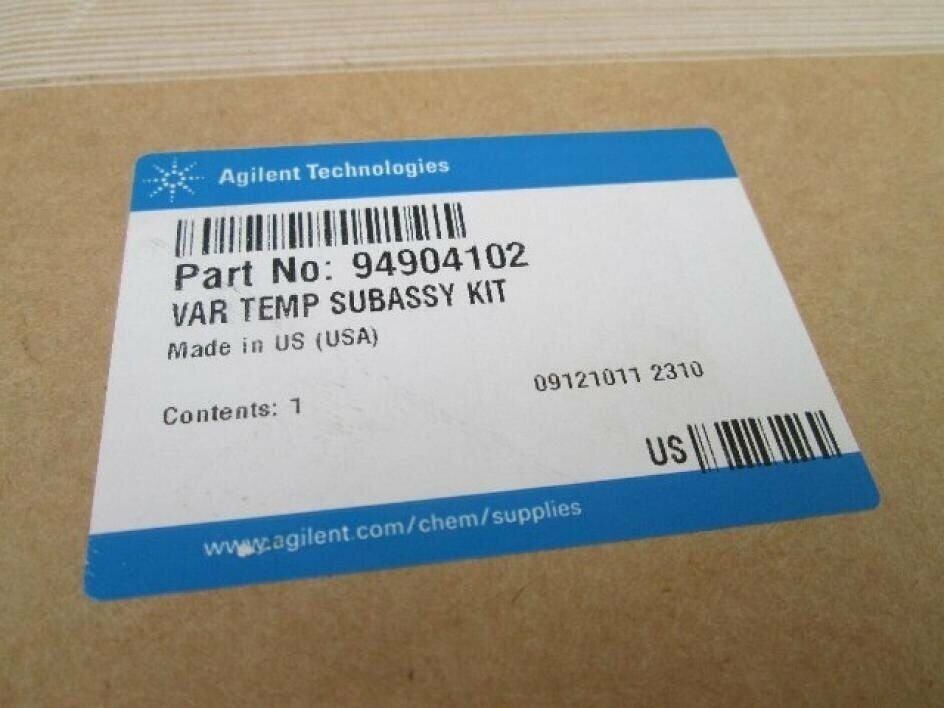 Agilent Technologies
Part No: 94904102
VAR TEMP SUBASSY KIT
Made in US (USA)
09121011 2310
Contents: 1
US
www.agilent.com/chem/supplies